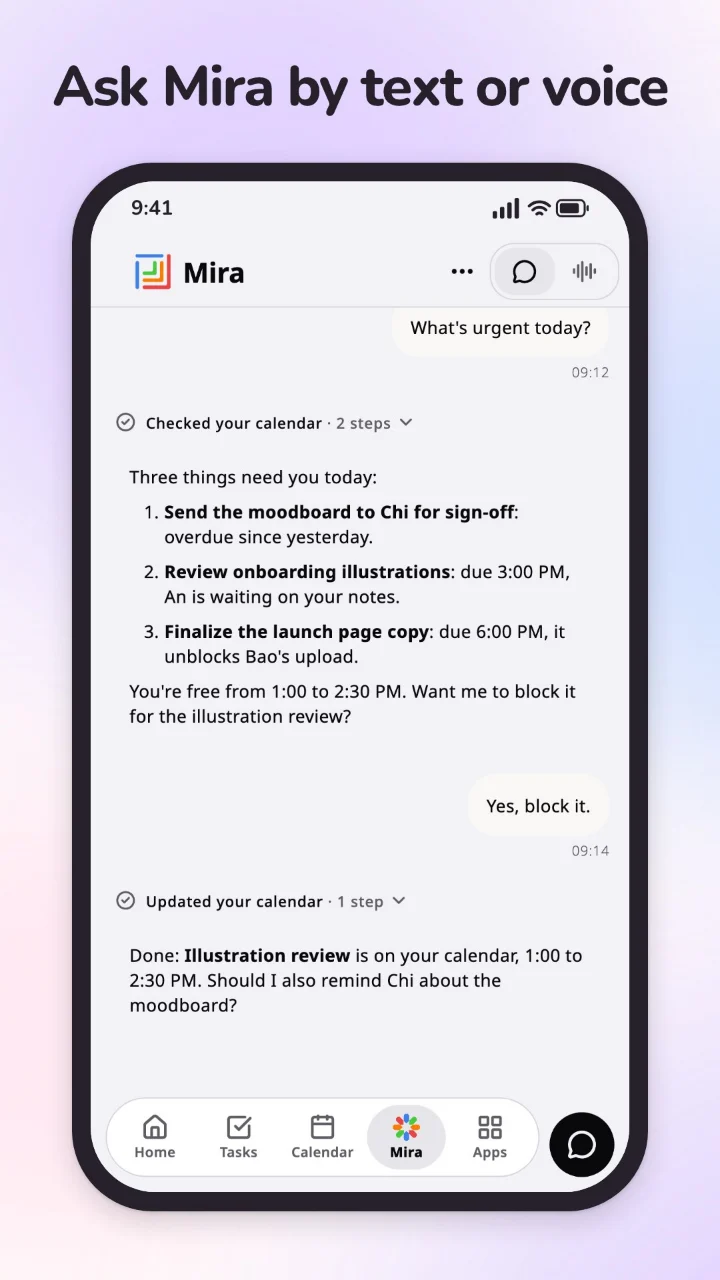 Ask Mira by text or voice
9:41
Mira
What's urgent today?
09:12
Checked your calendar · 2 steps
Three things need you today:
1. Send the moodboard to Chi for sign-off:
overdue since yesterday.
2. Review onboarding illustrations: due 3:00 PM,
An is waiting on your notes.
3. Finalize the launch page copy: due 6:00 PM, it
unblocks Bao's upload.
You're free from 1:00 to 2:30 PM. Want me to block it
for the illustration review?
Yes, block it.
09:14
Updated your calendar · 1 step
Done: Illustration review is on your calendar, 1:00 to
2:30 PM. Should I also remind Chi about the
moodboard?
Home Tasks Calendar Mira Apps